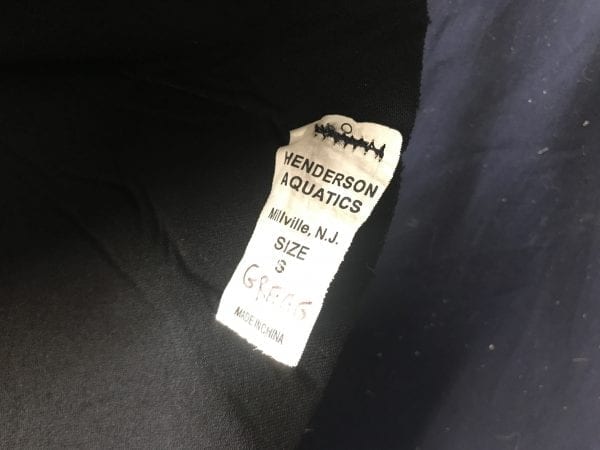 HENDERSON
AQUATICS
Millville, N.J.
SIZE
S
MADE IN CHINA